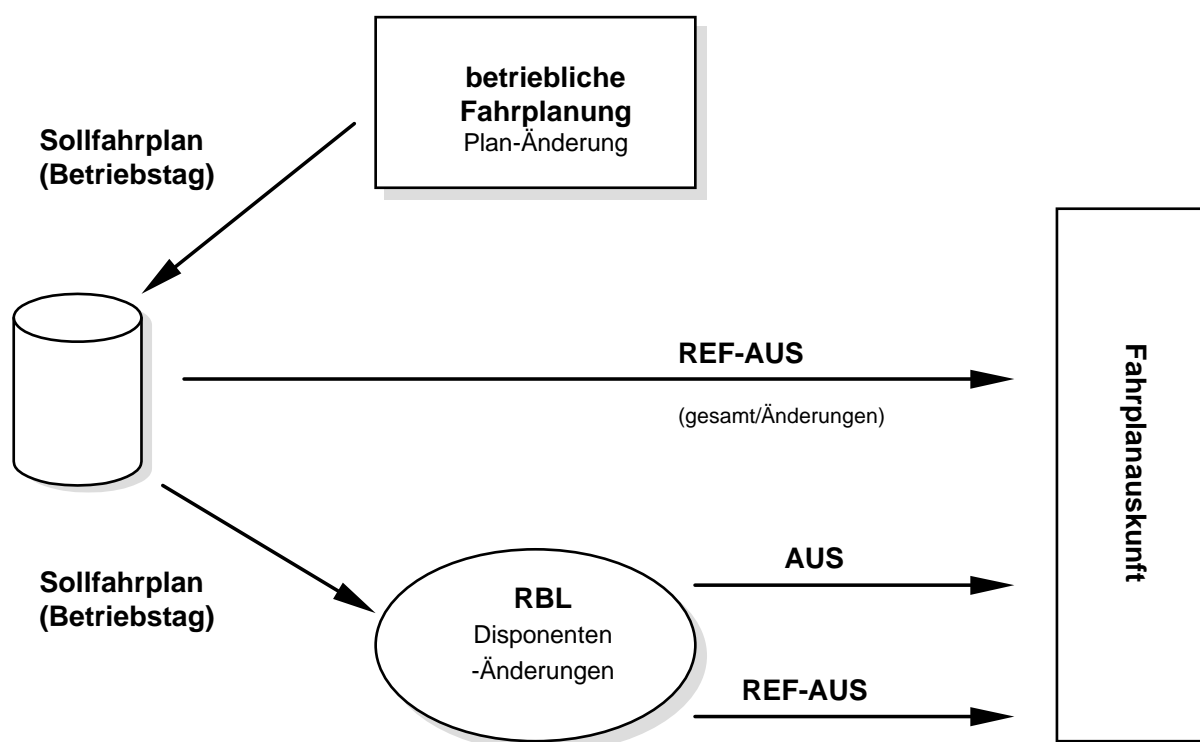 betriebliche
Fahrplanung
Plan-Änderung
Sollfahrplan
(Betriebstag)
REF-AUS
(gesamt/Änderungen)
Fahrplanauskunft
Sollfahrplan
(Betriebstag)
RBL
Disponenten
-Änderungen
AUS
REF-AUS